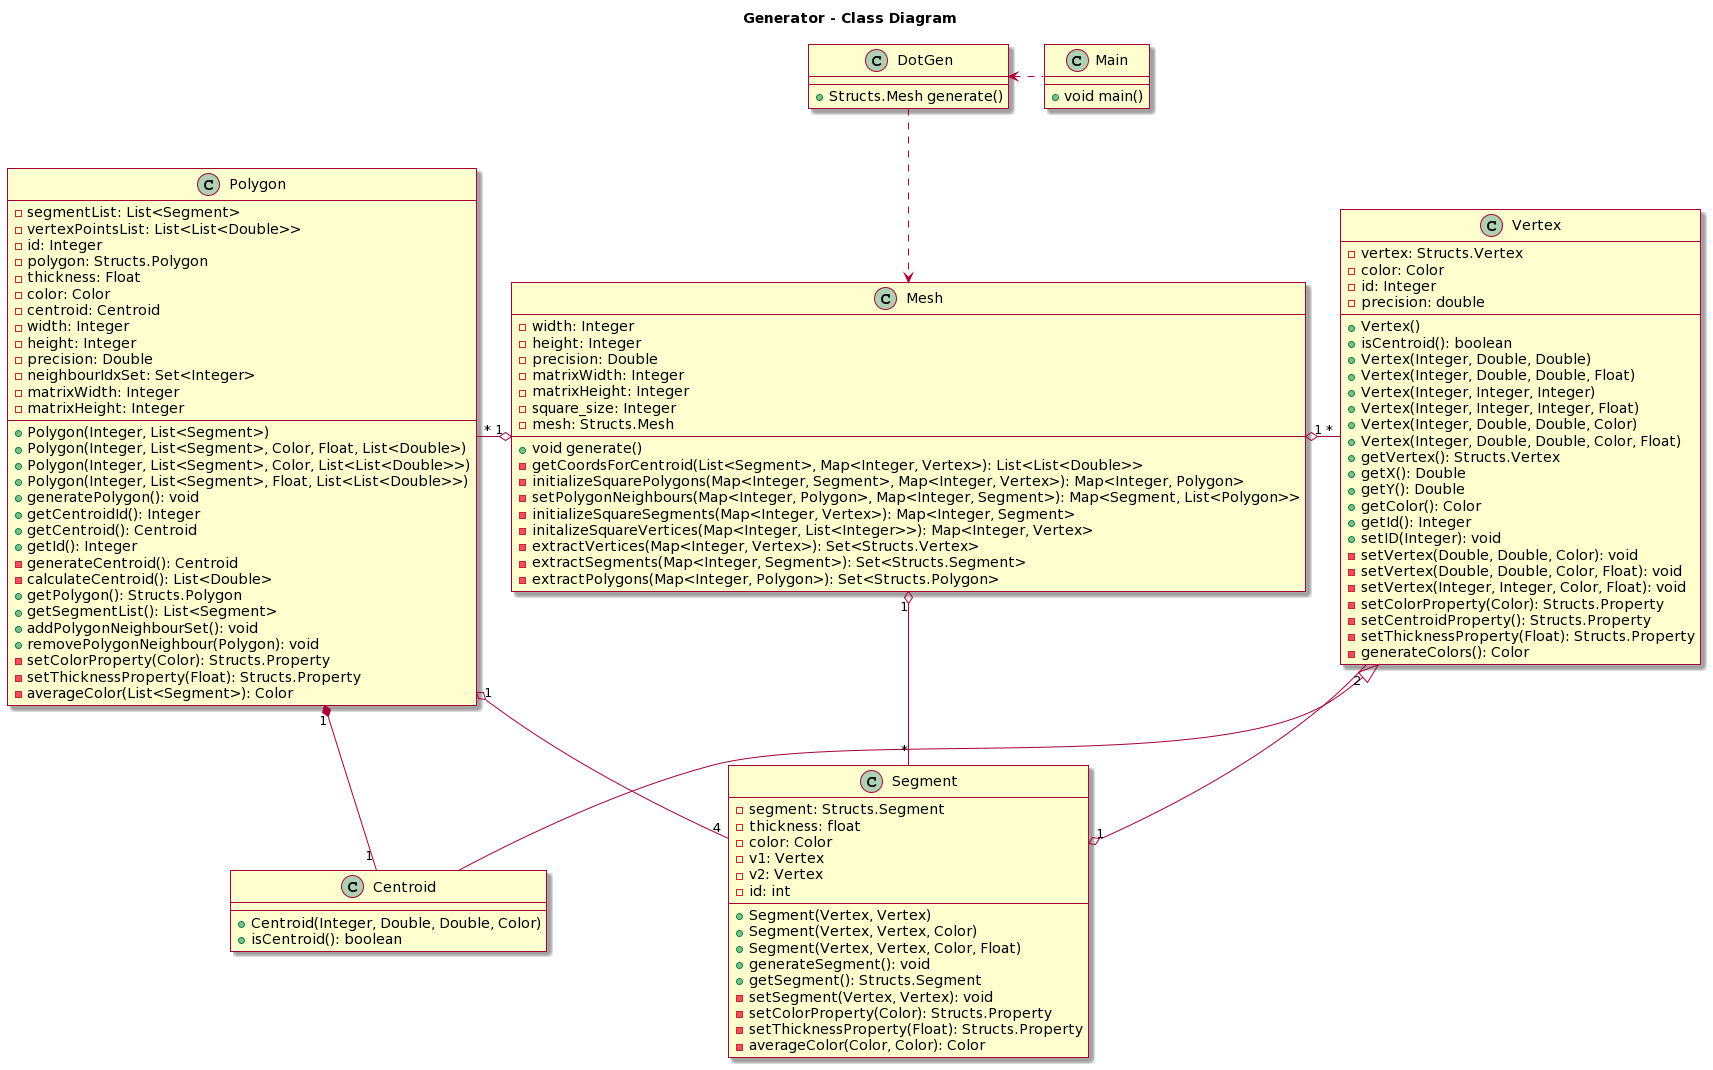 Generator - Class Diagram
C DotGen
Structs.Mesh generate()
C Main
void main()
C Polygon
segmentList: List<Segment>
vertexPointsList: List<List<Double>>
id: Integer
polygon: Structs.Polygon
thickness: Float
color: Color
centroid: Centroid
width: Integer
height: Integer
precision: Double
neighbourIdxSet: Set<Integer>
matrixWidth: Integer
matrixHeight: Integer
Polygon(Integer, List<Segment>)
Polygon(Integer, List<Segment>, Color, Float, List<Double>)
Polygon(Integer, List<Segment>, Color, List<List<Double>>)
Polygon(Integer, List<Segment>, Float, List<List<Double>>)
generatePolygon(): void
getCentroidId(): Integer
getCentroid(): Centroid
getId(): Integer
generateCentroid(): Centroid
calculateCentroid(): List<Double>
getPolygon(): Structs.Polygon
getSegmentList(): List<Segment>
addPolygonNeighbourSet(): void
removePolygonNeighbour(Polygon): void
setColorProperty(Color): Structs.Property
setThicknessProperty(Float): Structs.Property
averageColor(List<Segment>): Color
* 1
C Mesh
width: Integer
height: Integer
precision: Double
matrixWidth: Integer
matrixHeight: Integer
square_size: Integer
mesh: Structs.Mesh
void generate()
getCoordsForCentroid(List<Segment>, Map<Integer, Vertex>): List<List<Double>>
initializeSquarePolygons(Map<Integer, Segment>, Map<Integer, Vertex>): Map<Integer, Polygon>
setPolygonNeighbours(Map<Integer, Polygon>, Map<Integer, Segment>): Map<Segment, List<Polygon>>
initializeSquareSegments(Map<Integer, Vertex>): Map<Integer, Segment>
initalizeSquareVertices(Map<Integer, List<Integer>>): Map<Integer, Vertex>
extractVertices(Map<Integer, Vertex>): Set<Structs.Vertex>
extractSegments(Map<Integer, Segment>): Set<Structs.Segment>
extractPolygons(Map<Integer, Polygon>): Set<Structs.Polygon>
1 *
C Vertex
vertex: Structs.Vertex
color: Color
id: Integer
precision: double
Vertex()
isCentroid(): boolean
Vertex(Integer, Double, Double)
Vertex(Integer, Double, Double, Float)
Vertex(Integer, Integer, Integer)
Vertex(Integer, Integer, Integer, Float)
Vertex(Integer, Double, Double, Color)
Vertex(Integer, Double, Double, Color, Float)
getVertex(): Structs.Vertex
getX(): Double
getY(): Double
getColor(): Color
getId(): Integer
setID(Integer): void
setVertex(Double, Double, Color): void
setVertex(Double, Double, Color, Float): void
setVertex(Integer, Integer, Color, Float): void
setColorProperty(Color): Structs.Property
setCentroidProperty(): Structs.Property
setThicknessProperty(Float): Structs.Property
generateColors(): Color
1
2
1
1
*
4
1
1
C Centroid
Centroid(Integer, Double, Double, Color)
isCentroid(): boolean
C Segment
segment: Structs.Segment
thickness: float
color: Color
v1: Vertex
v2: Vertex
id: int
Segment(Vertex, Vertex)
Segment(Vertex, Vertex, Color)
Segment(Vertex, Vertex, Color, Float)
generateSegment(): void
getSegment(): Structs.Segment
setSegment(Vertex, Vertex): void
setColorProperty(Color): Structs.Property
setThicknessProperty(Float): Structs.Property
averageColor(Color, Color): Color